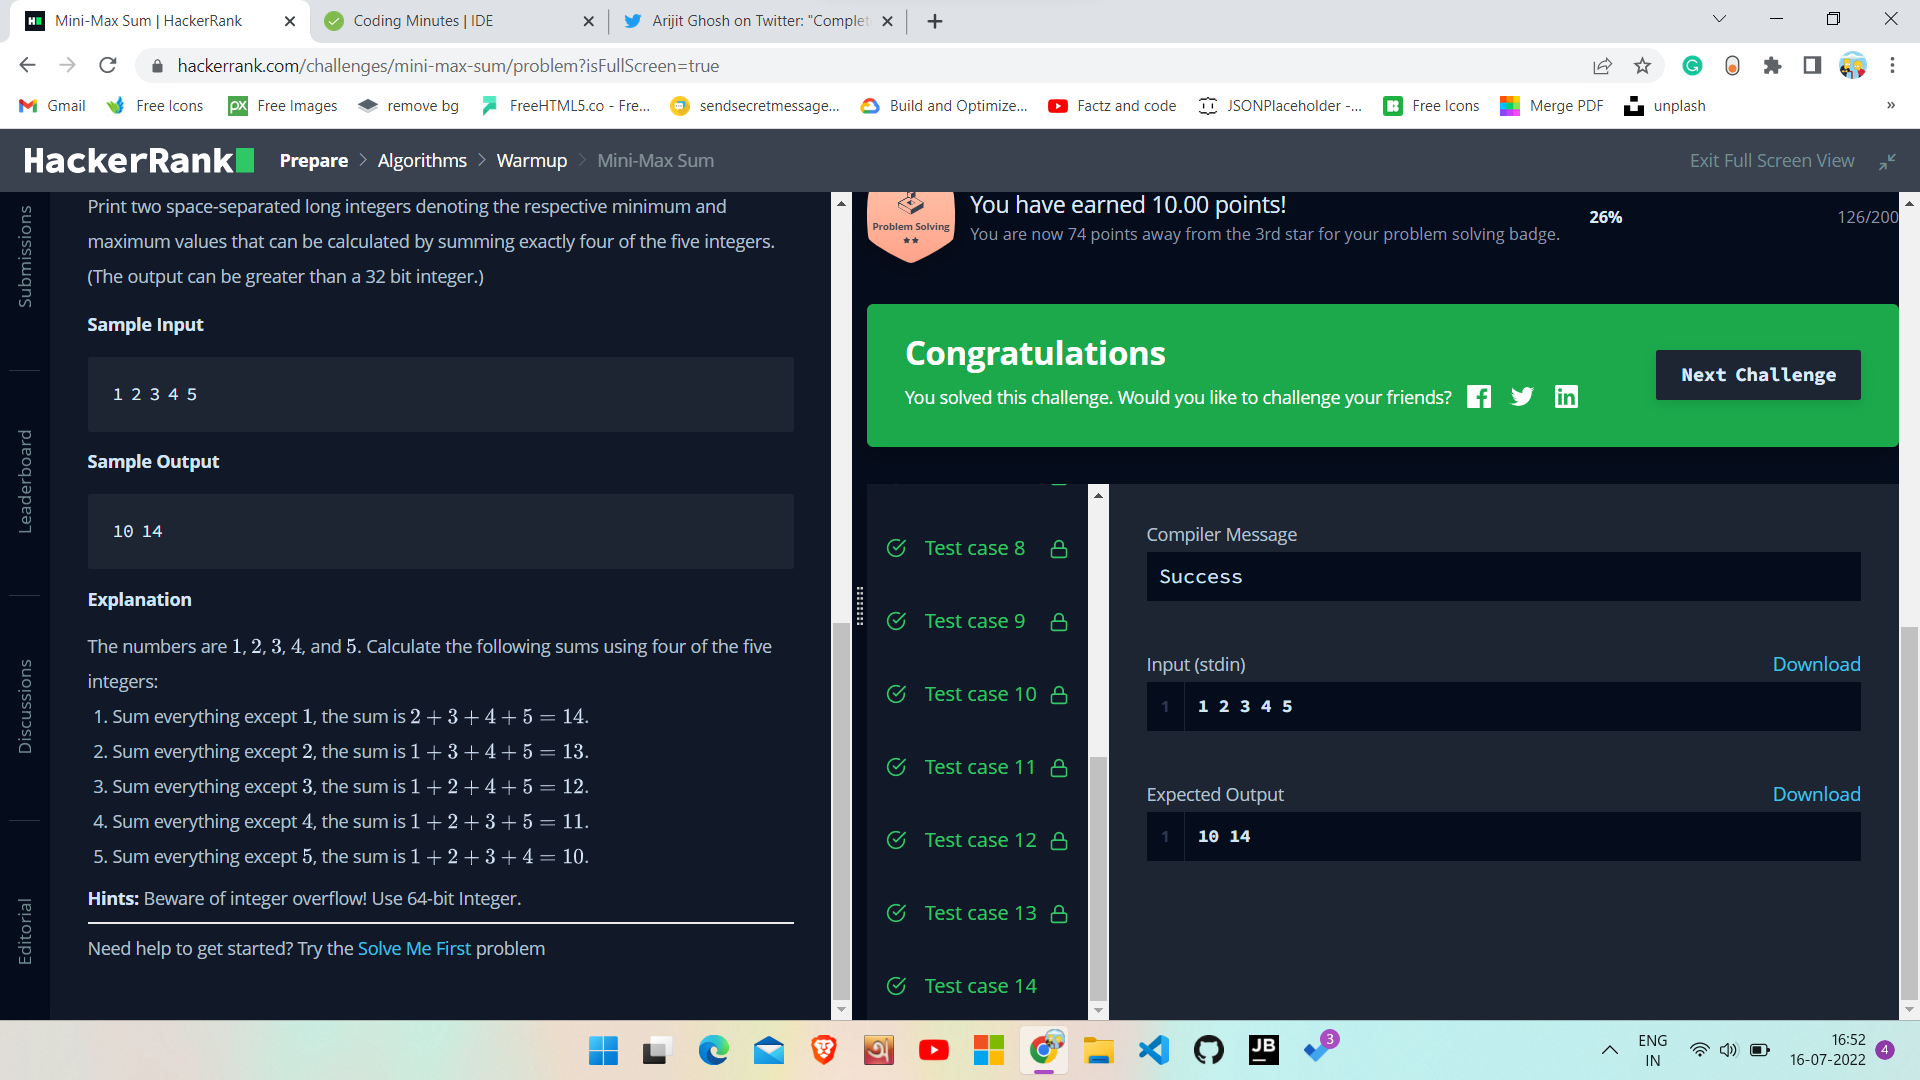 Mini-Max Sum | HackerRank
Coding Minutes | IDE
Arijit Ghosh on Twitter: "Complet
hackerrank.com/challenges/mini-max-sum/problem?isFullScreen=true
Gmail
Free Icons
Free Images
remove bg
FreeHTML5.co - Fre...
sendsecretmessage...
Build and Optimize...
Factz and code
JSONPlaceholder -...
Free Icons
Merge PDF
unplash
»
HackerRank
Prepare > Algorithms > Warmup > Mini-Max Sum
Exit Full Screen View
Submissions
Leaderboard
Discussions
Editorial
Print two space-separated long integers denoting the respective minimum and
maximum values that can be calculated by summing exactly four of the five integers.
(The output can be greater than a 32 bit integer.)
Sample Input
1 2 3 4 5
Sample Output
10 14
Explanation
The numbers are 1, 2, 3, 4, and 5. Calculate the following sums using four of the five
integers:
1. Sum everything except 1, the sum is 2 + 3 + 4 + 5 = 14.
2. Sum everything except 2, the sum is 1 + 3 + 4 + 5 = 13.
3. Sum everything except 3, the sum is 1 + 2 + 4 + 5 = 12.
4. Sum everything except 4, the sum is 1 + 2 + 3 + 5 = 11.
5. Sum everything except 5, the sum is 1 + 2 + 3 + 4 = 10.
Hints: Beware of integer overflow! Use 64-bit Integer.
Need help to get started? Try the Solve Me First problem
Problem Solving
You have earned 10.00 points!
You are now 74 points away from the 3rd star for your problem solving badge.
26%
126/200
Congratulations
You solved this challenge. Would you like to challenge your friends?
Next Challenge
Test case 8
Test case 9
Test case 10
Test case 11
Test case 12
Test case 13
Test case 14
Compiler Message
Success
Input (stdin)
Download
1
1 2 3 4 5
Expected Output
Download
1
10 14
JB
3
ENG
IN
16:52
16-07-2022
4